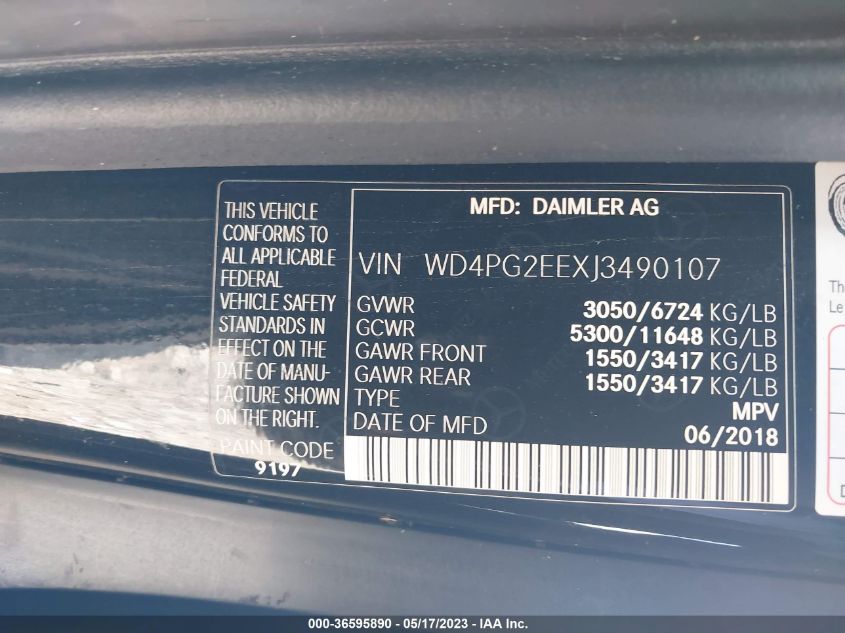 THIS VEHICLE
CONFORMS TO
ALL APPLICABLE
FEDERAL
VEHICLE SAFETY
STANDARDS IN
EFFECT ON THE
DATE OF MANU-
FACTURE SHOWN
ON THE RIGHT.
PAINT CODE
9197
MFD: DAIMLER AG
VIN WD4PG2EEXJ3490107
GVWR 3050/6724 KG/LB
GCWR 5300/11648 KG/LB
GAWR FRONT 1550/3417 KG/LB
GAWR REAR 1550/3417 KG/LB
TYPE MPV
DATE OF MFD 06/2018
Th
Le
000-36595890 - 05/17/2023 - IAA Inc.